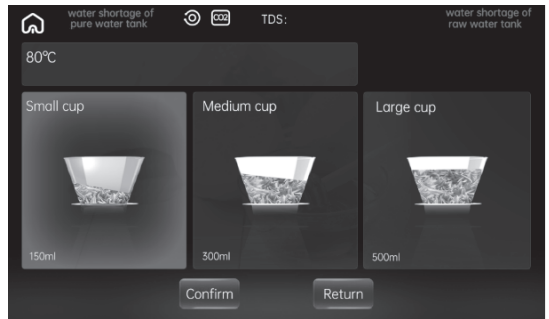 water shortage of
pure water tank
CO2
TDS:
water shortage of
raw water tank
80℃
Small cup
Medium cup
Large cup
150ml
300ml
500ml
Confirm
Return